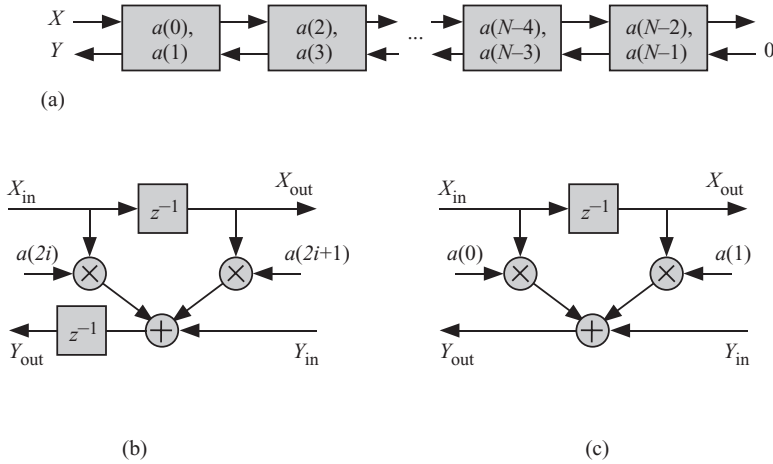 X a(0), a(2), a(N–4), a(N–2),
Y a(1) a(3) ... a(N–3) a(N–1) 0
(a)
X_in z⁻¹ X_out
a(2i) × × a(2i+1)
Y_out z⁻¹ + Y_in
(b)
X_in z⁻¹ X_out
a(0) × × a(1)
Y_out + Y_in
(c)